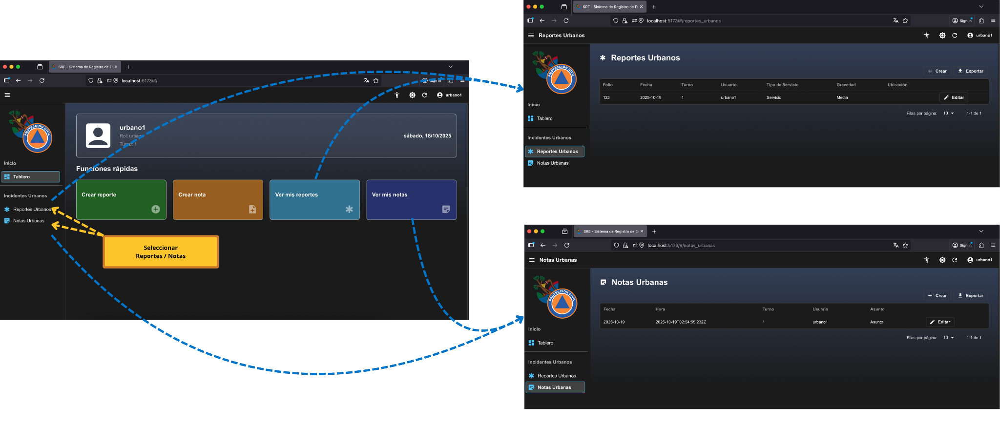 SRE - Sistema de Registro de E
localhost:5173/#/
Sign in
urbano1
PROTECCIÓN CIVIL
Inicio
Tablero
Incidentes Urbanos
Reportes Urbanos
Notas Urbanas
urbano1
Rol: urbano
Turno: 1
sábado, 18/10/2025
Funciones rápidas
Crear reporte
Crear nota
Ver mis reportes
Ver mis notas
Seleccionar
Reportes / Notas
SRE - Sistema de Registro de E
localhost:5173/#/reportes_urbanos
Sign in
Reportes Urbanos
urbano1
PROTECCIÓN CIVIL
Inicio
Tablero
Incidentes Urbanos
Reportes Urbanos
Notas Urbanas
Reportes Urbanos
Crear Exportar
Folio Fecha Turno Usuario Tipo de Servicio Gravedad Ubicación
123 2025-10-19 1 urbano1 Servicio Media Editar
Filas por página: 10 1-1 de 1
SRE - Sistema de Registro de E
localhost:5173/#/notas_urbanas
Sign in
Notas Urbanas
urbano1
PROTECCIÓN CIVIL
Inicio
Tablero
Incidentes Urbanos
Reportes Urbanos
Notas Urbanas
Notas Urbanas
Crear Exportar
Fecha Hora Turno Usuario Asunto
2025-10-19 2025-10-19T02:54:55.232Z 1 urbano1 Asunto Editar
Filas por página: 10 1-1 de 1